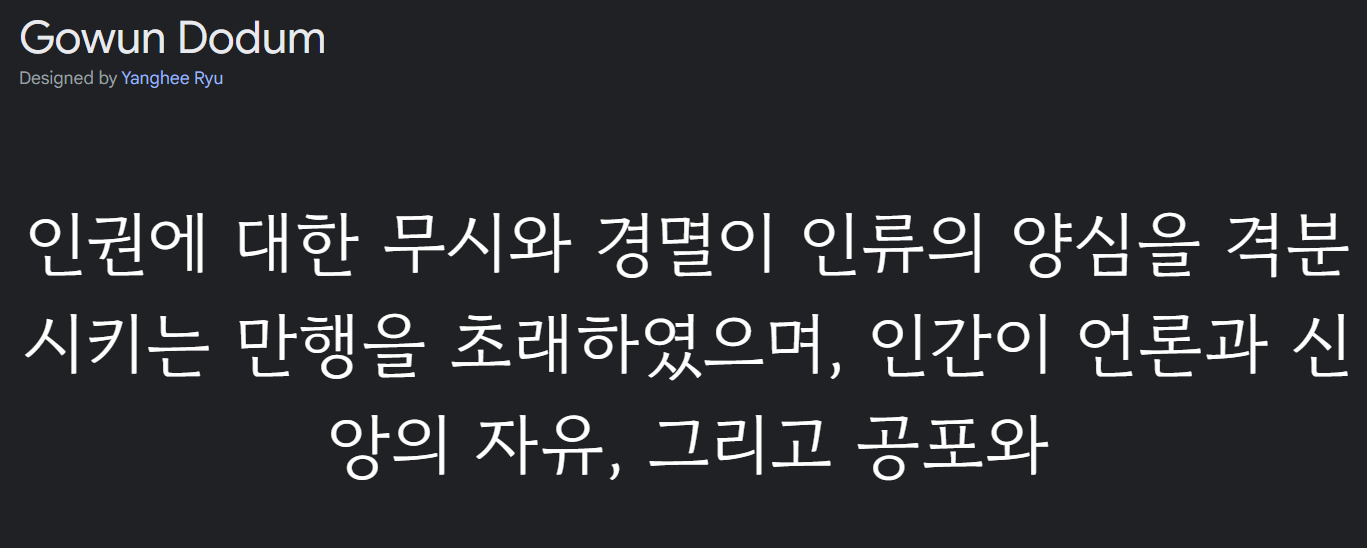 Gowun Dodum
Designed by Yanghee Ryu
인권에 대한 무시와 경멸이 인류의 양심을 격분
시키는 만행을 초래하였으며, 인간이 언론과 신
앙의 자유, 그리고 공포와